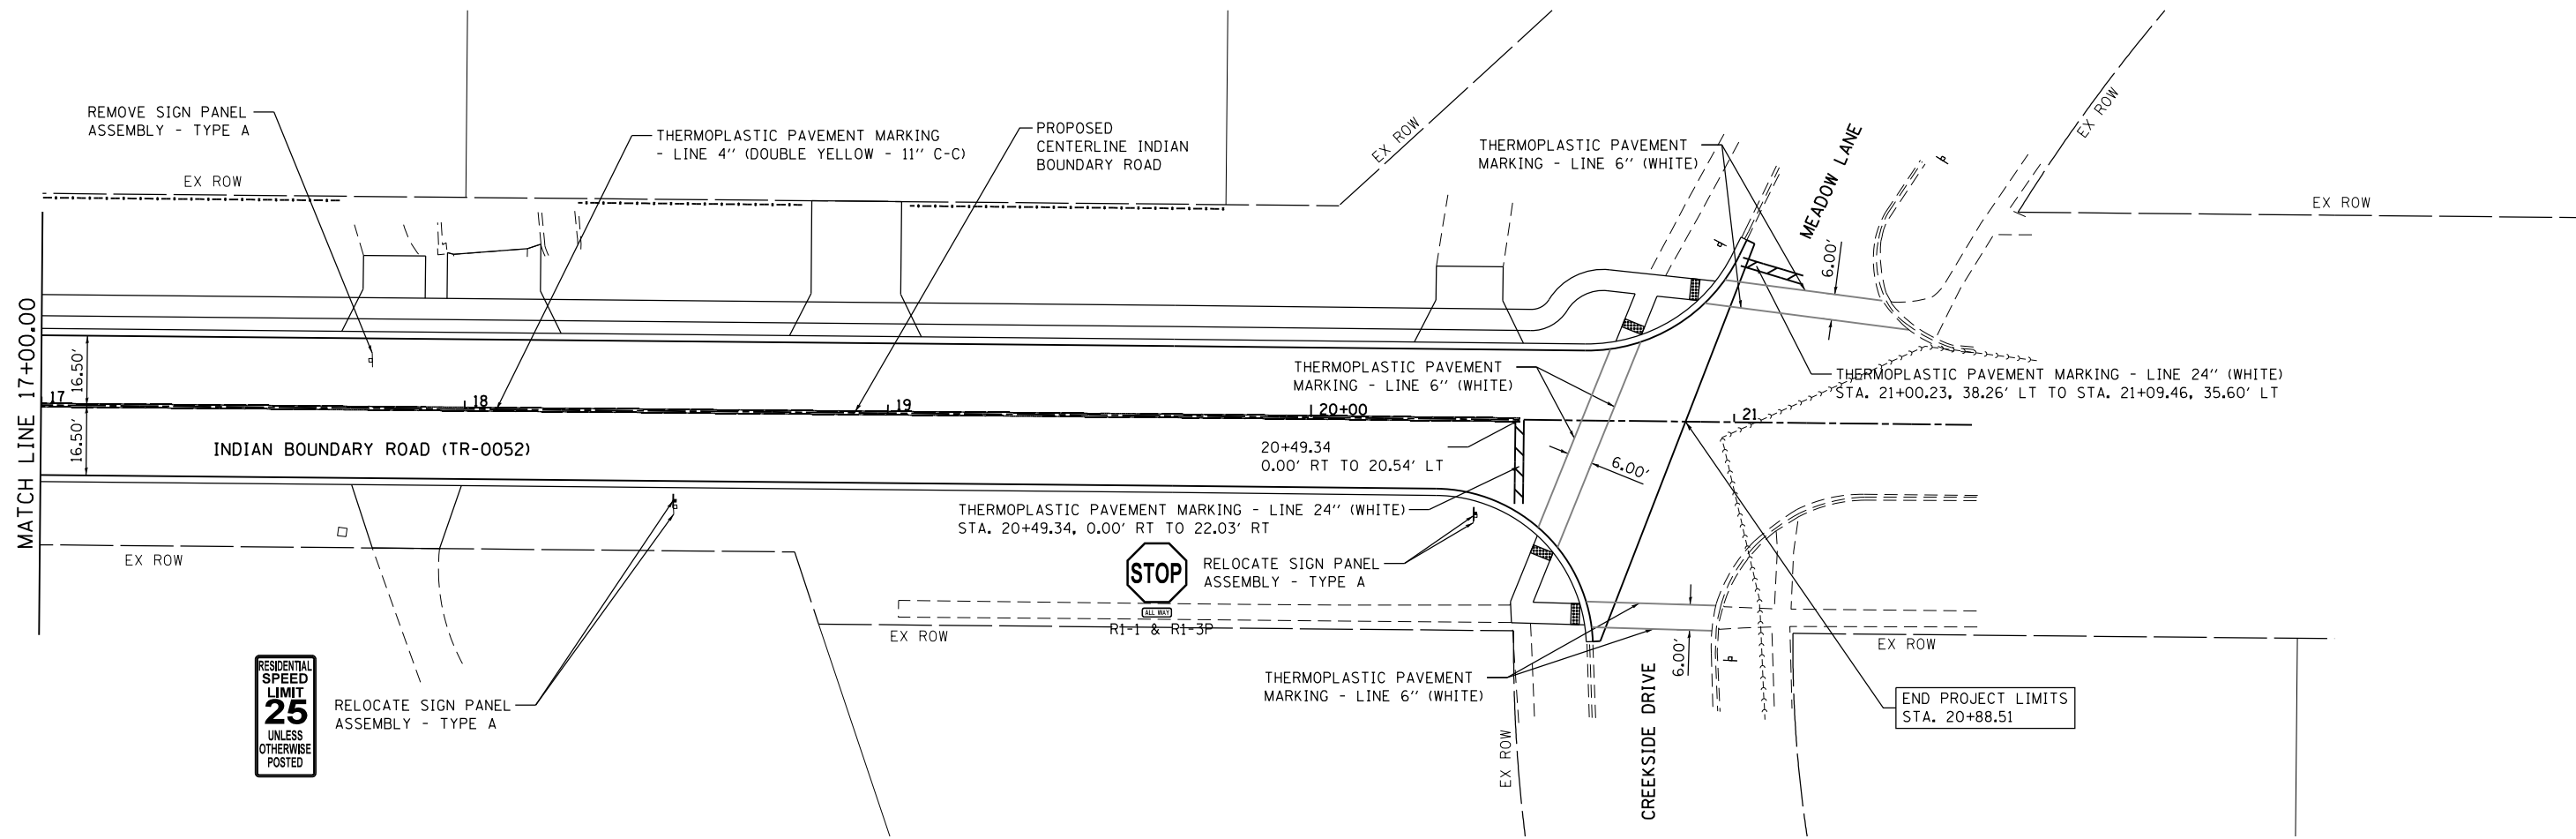 REMOVE SIGN PANEL
ASSEMBLY - TYPE A
THERMOPLASTIC PAVEMENT MARKING
- LINE 4" (DOUBLE YELLOW - 11" C-C)
PROPOSED
CENTERLINE INDIAN
BOUNDARY ROAD
EX ROW
THERMOPLASTIC PAVEMENT
MARKING - LINE 6" (WHITE)
MEADOW LANE
EX ROW
EX ROW
EX ROW
6.00'
MATCH LINE 17+00.00
16.50'
16.50'
17
18
19
20+00
21
THERMOPLASTIC PAVEMENT
MARKING - LINE 6" (WHITE)
THERMOPLASTIC PAVEMENT MARKING - LINE 24" (WHITE)
STA. 21+00.23, 38.26' LT TO STA. 21+09.46, 35.60' LT
INDIAN BOUNDARY ROAD (TR-0052)
20+49.34
0.00' RT TO 20.54' LT
6.00'
THERMOPLASTIC PAVEMENT MARKING - LINE 24" (WHITE)
STA. 20+49.34, 0.00' RT TO 22.03' RT
EX ROW
STOP
ALL WAY
R1-1 & R1-3P
RELOCATE SIGN PANEL
ASSEMBLY - TYPE A
EX ROW
EX ROW
6.00'
RESIDENTIAL
SPEED
LIMIT
25
UNLESS
OTHERWISE
POSTED
RELOCATE SIGN PANEL
ASSEMBLY - TYPE A
THERMOPLASTIC PAVEMENT
MARKING - LINE 6" (WHITE)
EX ROW
CREEKSIDE DRIVE
END PROJECT LIMITS
STA. 20+88.51